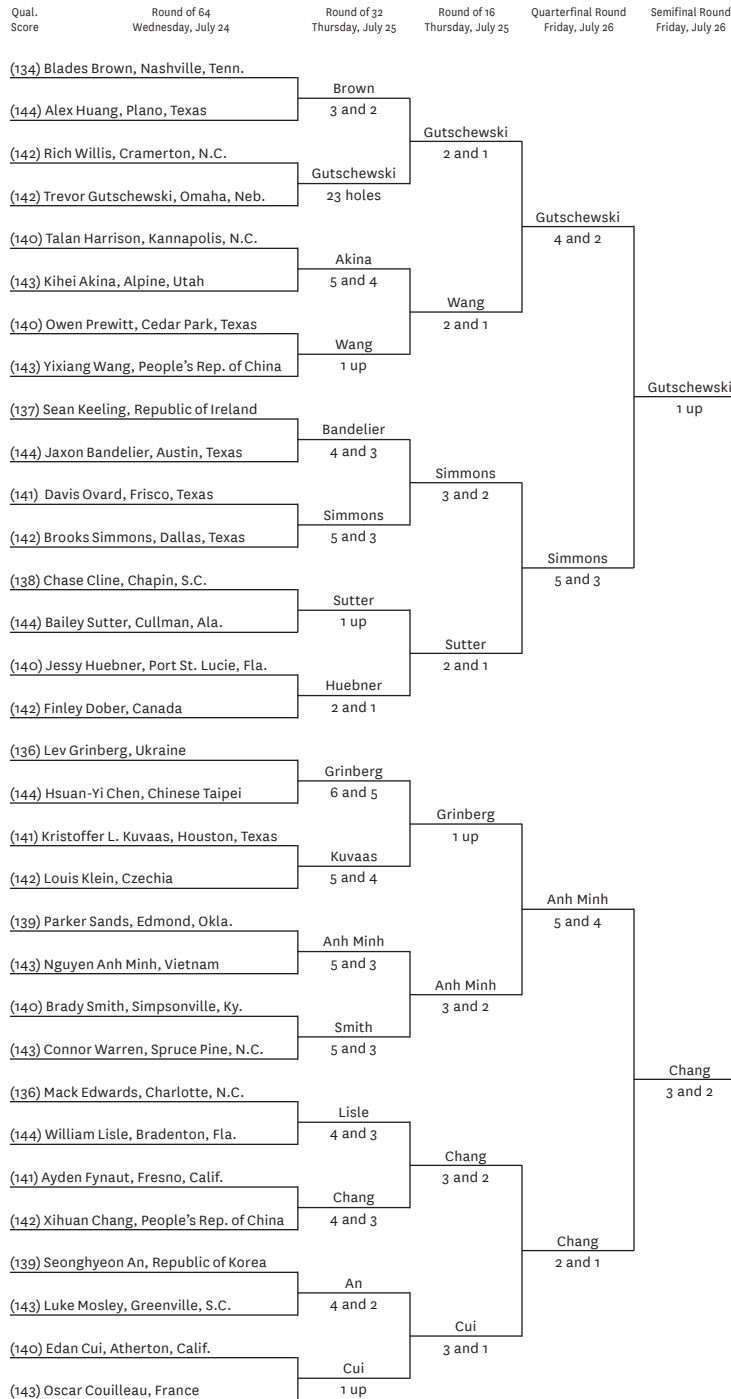 Qual. Score
Round of 64
Wednesday, July 24
Round of 32
Thursday, July 25
Round of 16
Thursday, July 25
Quarterfinal Round
Friday, July 26
Semifinal Round
Friday, July 26
(134) Blades Brown, Nashville, Tenn.
Brown
(144) Alex Huang, Plano, Texas
3 and 2
Gutschewski
2 and 1
(142) Rich Willis, Cramerton, N.C.
Gutschewski
(142) Trevor Gutschewski, Omaha, Neb.
23 holes
Gutschewski
4 and 2
(140) Talan Harrison, Kannapolis, N.C.
Akina
(143) Kihei Akina, Alpine, Utah
5 and 4
Wang
2 and 1
(140) Owen Prewitt, Cedar Park, Texas
Wang
(143) Yixiang Wang, People's Rep. of China
1 up
Gutschewski
1 up
(137) Sean Keeling, Republic of Ireland
Bandelier
(144) Jaxon Bandelier, Austin, Texas
4 and 3
Simmons
3 and 2
(141) Davis Ovard, Frisco, Texas
Simmons
(142) Brooks Simmons, Dallas, Texas
5 and 3
Simmons
5 and 3
(138) Chase Cline, Chapin, S.C.
Sutter
(144) Bailey Sutter, Cullman, Ala.
1 up
Sutter
2 and 1
(140) Jessy Huebner, Port St. Lucie, Fla.
Huebner
(142) Finley Dober, Canada
2 and 1
(136) Lev Grinberg, Ukraine
Grinberg
(144) Hsuan-Yi Chen, Chinese Taipei
6 and 5
Grinberg
1 up
(141) Kristoffer L. Kuvaas, Houston, Texas
Kuvaas
(142) Louis Klein, Czechia
5 and 4
Anh Minh
5 and 4
(139) Parker Sands, Edmond, Okla.
Anh Minh
(143) Nguyen Anh Minh, Vietnam
5 and 3
Anh Minh
3 and 2
(140) Brady Smith, Simpsonville, Ky.
Smith
(143) Connor Warren, Spruce Pine, N.C.
5 and 3
Chang
3 and 2
(136) Mack Edwards, Charlotte, N.C.
Lisle
(144) William Lisle, Bradenton, Fla.
4 and 3
Chang
3 and 2
(141) Ayden Fynaut, Fresno, Calif.
Chang
(142) Xihuan Chang, People's Rep. of China
4 and 3
Chang
2 and 1
(139) Seonghyeon An, Republic of Korea
An
(143) Luke Mosley, Greenville, S.C.
4 and 2
Cui
3 and 1
(140) Edan Cui, Atherton, Calif.
Cui
(143) Oscar Couilleau, France
1 up